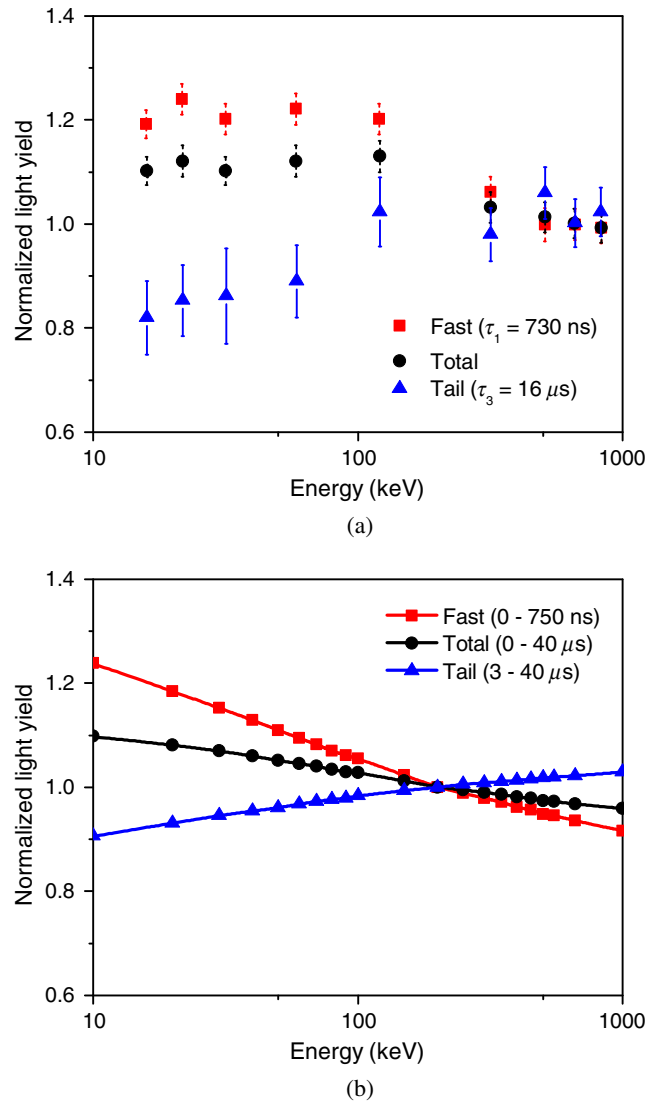 1.4
1.2
1.0
0.8
0.6
Normalized light yield
Fast (τ₁ = 730 ns)
Total
Tail (τ₃ = 16 μs)
10
100
1000
Energy (keV)
(a)
1.4
1.2
1.0
0.8
0.6
Normalized light yield
Fast (0 - 750 ns)
Total (0 - 40 μs)
Tail (3 - 40 μs)
10
100
1000
Energy (keV)
(b)